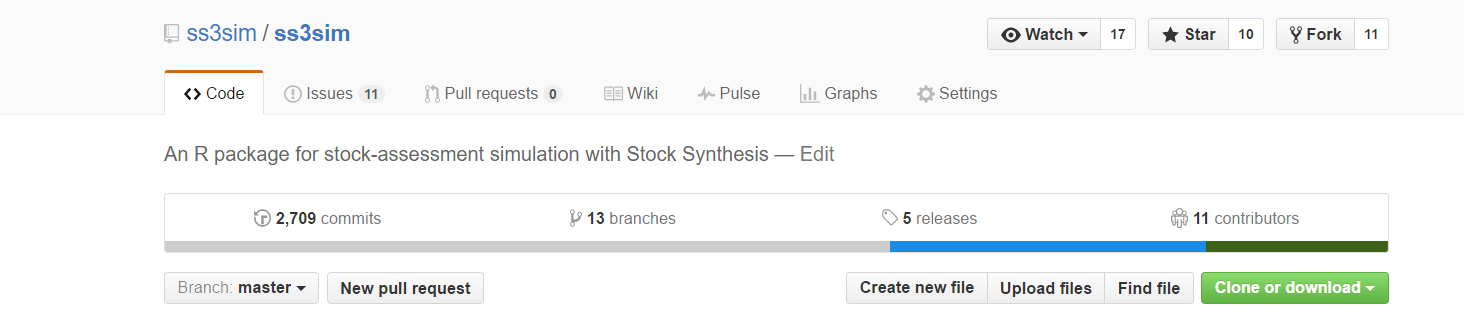 ss3sim / ss3sim Watch 17 Star 10 Fork 11
Code Issues 11 Pull requests 0 Wiki Pulse Graphs Settings
An R package for stock-assessment simulation with Stock Synthesis — Edit
2,709 commits 13 branches 5 releases 11 contributors
Branch: master New pull request Create new file Upload files Find file Clone or download